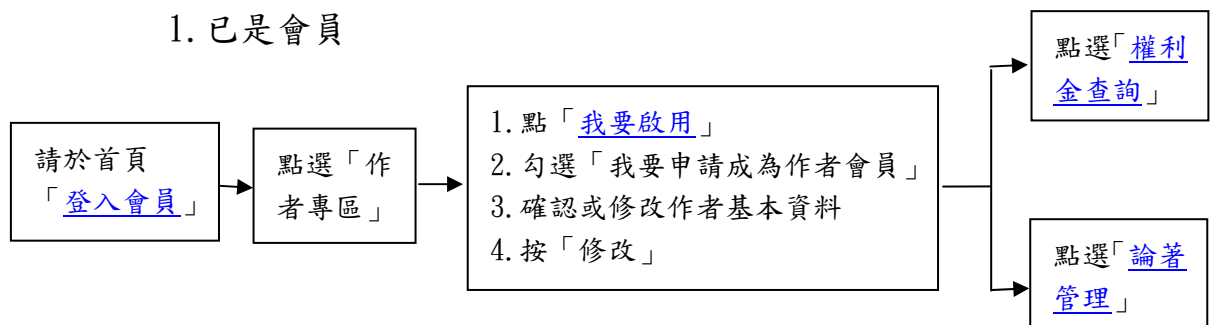 1.已是會員
請於首頁
「登入會員」
點選「作
者專區」
1.點「我要啟用」
2.勾選「我要申請成為作者會員」
3.確認或修改作者基本資料
4.按「修改」
點選「權利
金查詢」
點選「論著
管理」